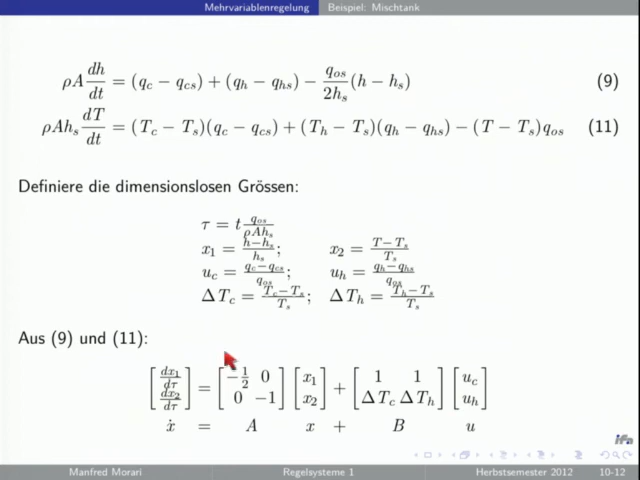 Mehrvariablenregelung Beispiel: Mischtank
ρA dh/dt = (q_c − q_cs) + (q_h − q_hs) − q_os/2h_s (h − h_s) (9)
ρAh_s dT/dt = (T_c − T_s)(q_c − q_cs) + (T_h − T_s)(q_h − q_hs) − (T − T_s)q_os (11)
Definiere die dimensionslosen Grössen:
τ = t q_os/ρAh_s
x_1 = h−h_s/h_s; x_2 = T−T_s/T_s
u_c = q_c−q_cs/q_os; u_h = q_h−q_hs/q_os
ΔT_c = T_c−T_s/T_s; ΔT_h = T_h−T_s/T_s
Aus (9) und (11):
[dx_1/dτ dx_2/dτ] = [−1/2 0 0 −1] [x_1 x_2] + [1 1 ΔT_c ΔT_h] [u_c u_h]
ẋ = A x + B u
ifa
Manfred Morari Regelsysteme 1 Herbstsemester 2012 10-12